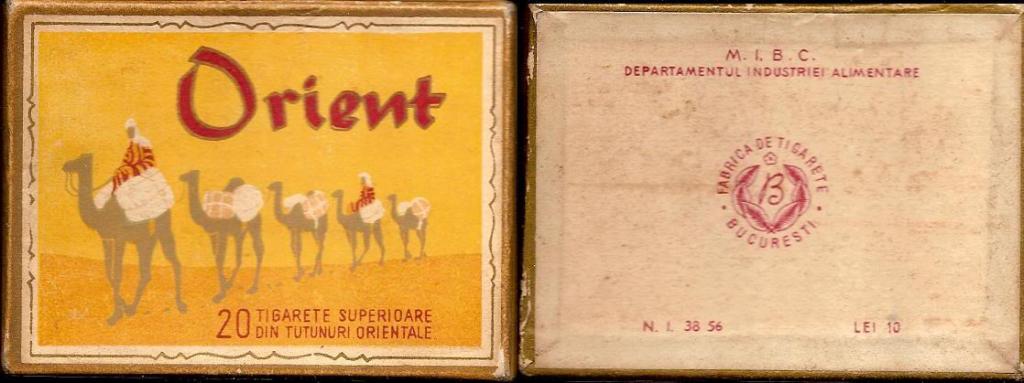 Orient
20 TIGARETE SUPERIOARE
DIN TUTUNURI ORIENTALE
M. I. B. C.
DEPARTAMENTUL INDUSTRIEI ALIMENTARE
FABRICA DE TIGARETE
B
BUCURESTI
N. I. 38 56
LEI 10